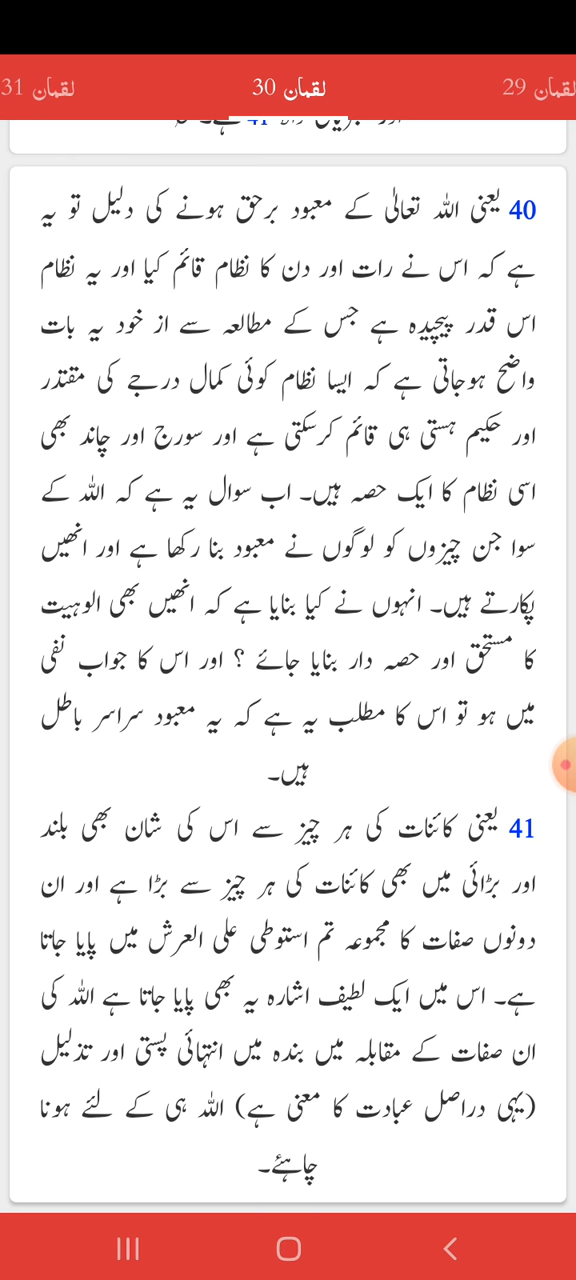 لقمان 29 لقمان 30 لقمان 31
41 ہے۔
40 یعنی اللہ تعالیٰ کے معبود برحق ہونے کی دلیل تو یہ
ہے کہ اس نے رات اور دن کا نظام قائم کیا اور یہ نظام
اس قدر پیچیدہ ہے جس کے مطالعہ سے از خود یہ بات
واضح ہوجاتی ہے کہ ایسا نظام کوئی کمال درجے کی مقتدر
اور حکیم ہستی ہی قائم کرسکتی ہے اور سورج اور چاند بھی
اسی نظام کا ایک حصہ ہیں۔ اب سوال یہ ہے کہ اللہ کے
سوا جن چیزوں کو لوگوں نے معبود بنا رکھا ہے اور انھیں
پکارتے ہیں۔ انہوں نے کیا بنایا ہے کہ انھیں بھی الوہیت
کا مستحق اور حصہ دار بنایا جائے ؟ اور اس کا جواب نفی
میں ہو تو اس کا مطلب یہ ہے کہ یہ معبود سراسر باطل
ہیں۔
41 یعنی کائنات کی ہر چیز سے اس کی شان بھی بلند
اور بڑائی میں بھی کائنات کی ہر چیز سے بڑا ہے اور ان
دونوں صفات کا مجموعہ تم استوطی علی العرش میں پایا جاتا
ہے۔ اس میں ایک لطیف اشارہ یہ بھی پایا جاتا ہے اللہ کی
ان صفات کے مقابلہ میں بندہ میں انتہائی پستی اور تذلیل
(یہی دراصل عبادت کا معنی ہے) اللہ ہی کے لئے ہونا
چاہئے۔